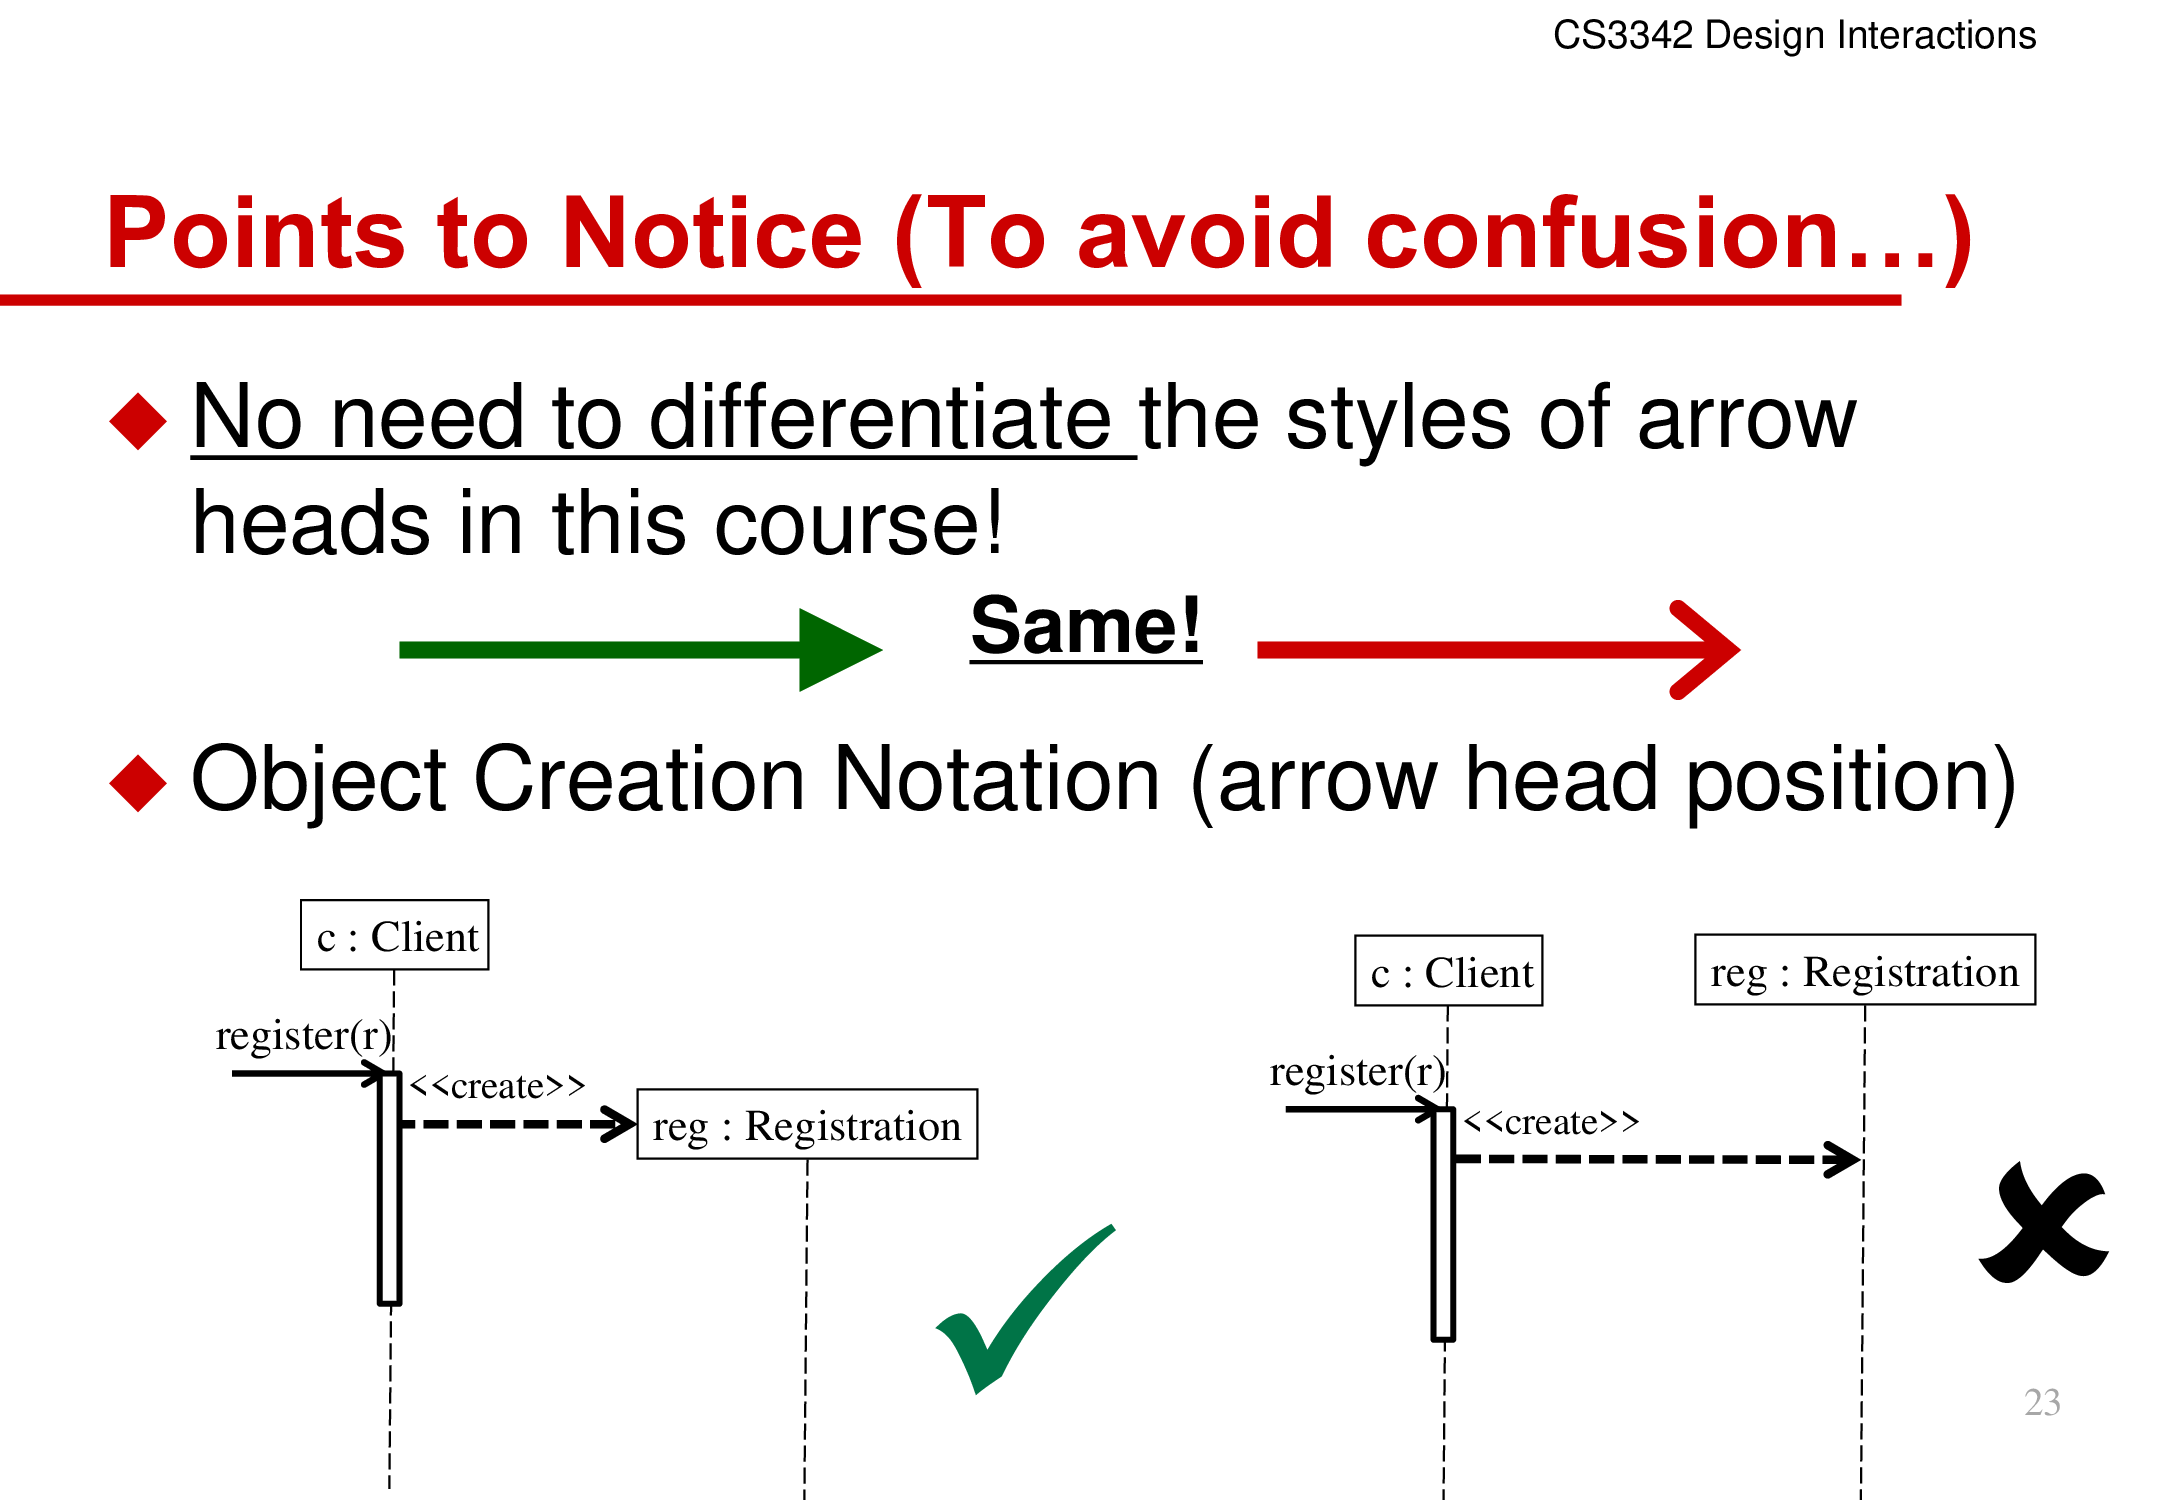 CS3342 Design Interactions
Points to Notice (To avoid confusion…)
No need to differentiate the styles of arrow
heads in this course!
Same!
Object Creation Notation (arrow head position)
c : Client
register(r)
<<create>>
reg : Registration
c : Client
reg : Registration
register(r)
<<create>>
23